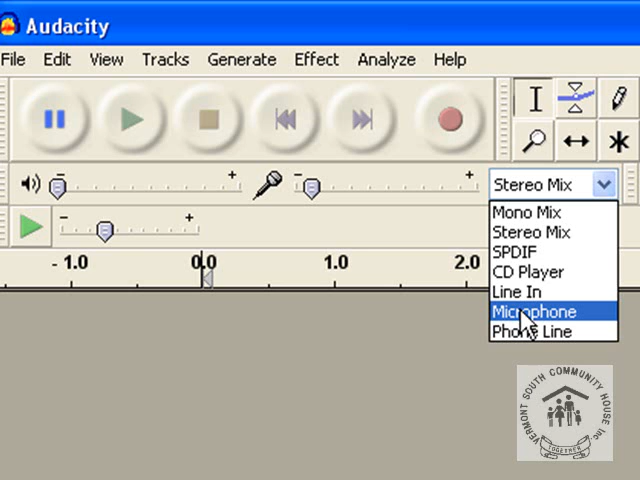 Audacity
File Edit View Tracks Generate Effect Analyze Help
- + - + Stereo Mix
- +
Mono Mix
Stereo Mix
SPDIF
CD Player
Line In
Microphone
Phone Line
- 1.0 0.0 1.0 2.0
VERMONT SOUTH COMMUNITY HOUSE Inc
TOGETHER